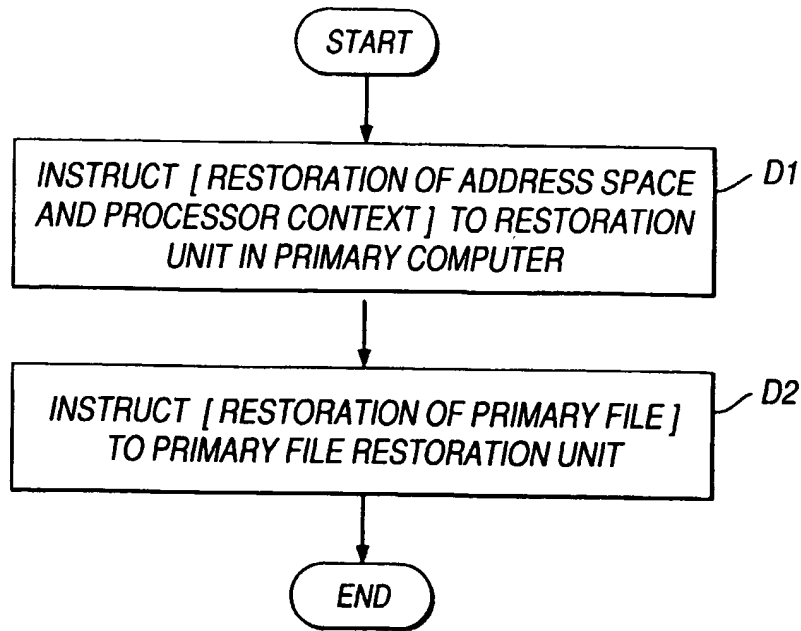 START
INSTRUCT [ RESTORATION OF ADDRESS SPACE
AND PROCESSOR CONTEXT ] TO RESTORATION
UNIT IN PRIMARY COMPUTER
D1
INSTRUCT [ RESTORATION OF PRIMARY FILE ]
TO PRIMARY FILE RESTORATION UNIT
D2
END